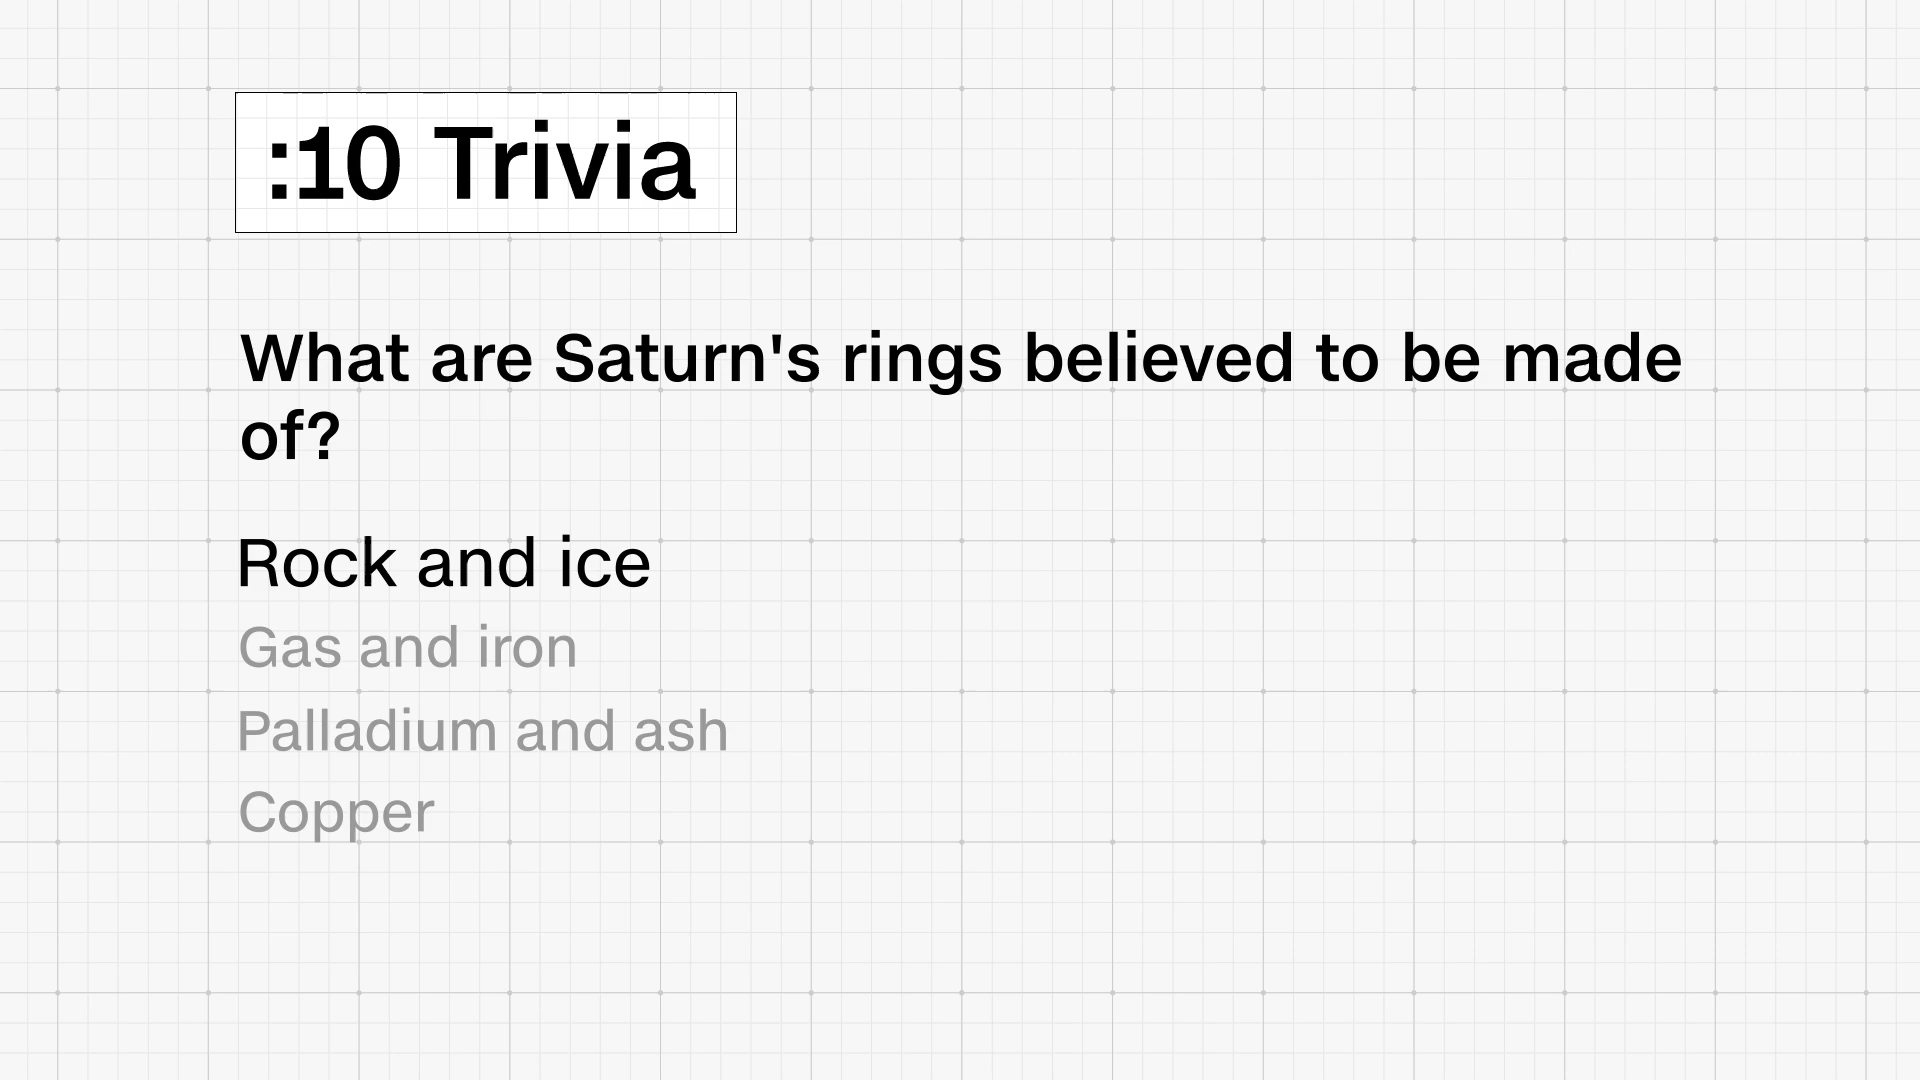 :10 Trivia
What are Saturn's rings believed to be made
of?
Rock and ice
Gas and iron
Palladium and ash
Copper